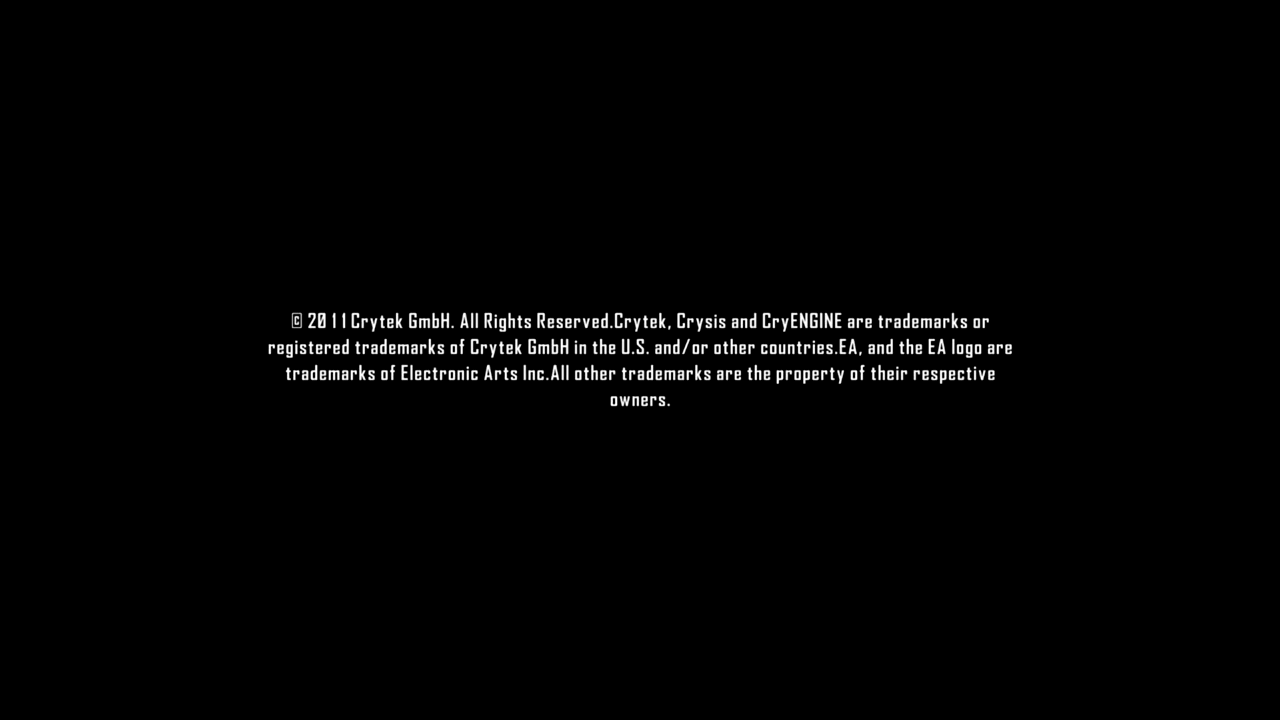 © 2011 Crytek GmbH. All Rights Reserved.Crytek, Crysis and CryENGINE are trademarks or
registered trademarks of Crytek GmbH in the U.S. and/or other countries.EA, and the EA logo are
trademarks of Electronic Arts Inc.All other trademarks are the property of their respective
owners.